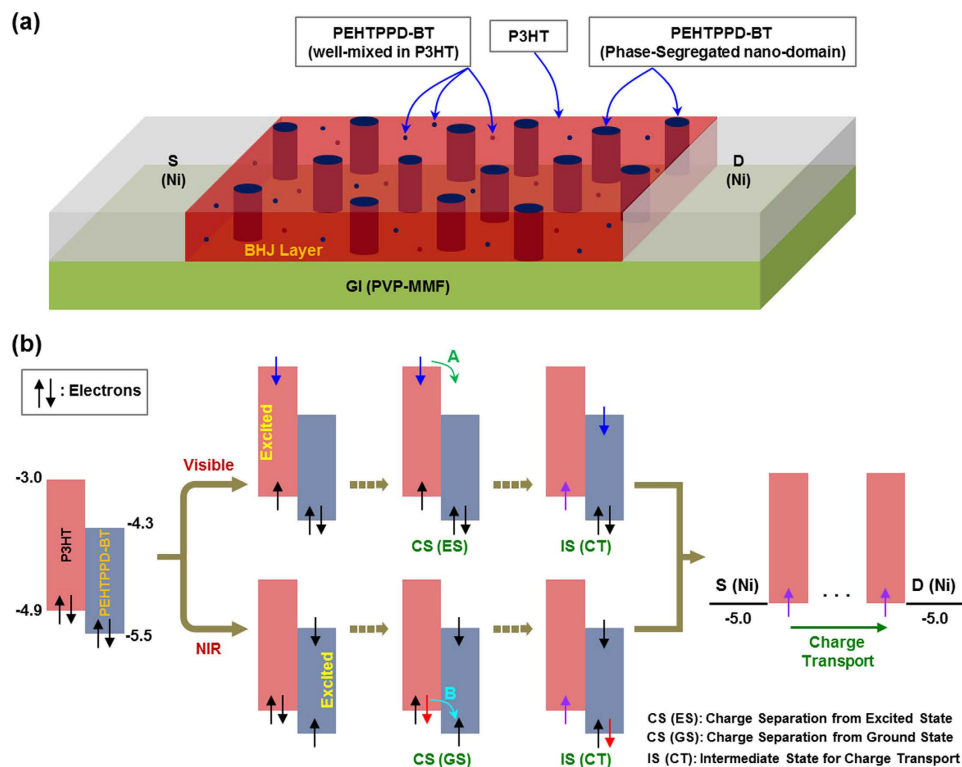 (a)
PEHTPPD-BT
(well-mixed in P3HT)
P3HT
PEHTPPD-BT
(Phase-Segregated nano-domain)
S
(Ni)
D
(Ni)
BHJ Layer
GI (PVP-MMF)
(b)
: Electrons
-3.0
-4.3
-4.9
-5.5
P3HT
PEHTPPD-BT
Visible
NIR
Excited
A
CS (ES)
IS (CT)
Excited
B
CS (GS)
IS (CT)
S (Ni)
-5.0
. . .
D (Ni)
-5.0
Charge
Transport
CS (ES): Charge Separation from Excited State
CS (GS): Charge Separation from Ground State
IS (CT): Intermediate State for Charge Transport